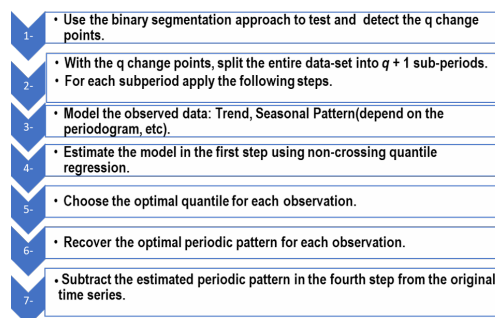 1-
• Use the binary segmentation approach to test and detect the q change
points.
2-
• With the q change points, split the entire data-set into q + 1 sub-periods.
• For each subperiod apply the following steps.
3-
• Model the observed data: Trend, Seasonal Pattern(depend on the
periodogram, etc).
4-
• Estimate the model in the first step using non-crossing quantile
regression.
5-
• Choose the optimal quantile for each observation.
6-
• Recover the optimal periodic pattern for each observation.
7-
• Subtract the estimated periodic pattern in the fourth step from the original
time series.